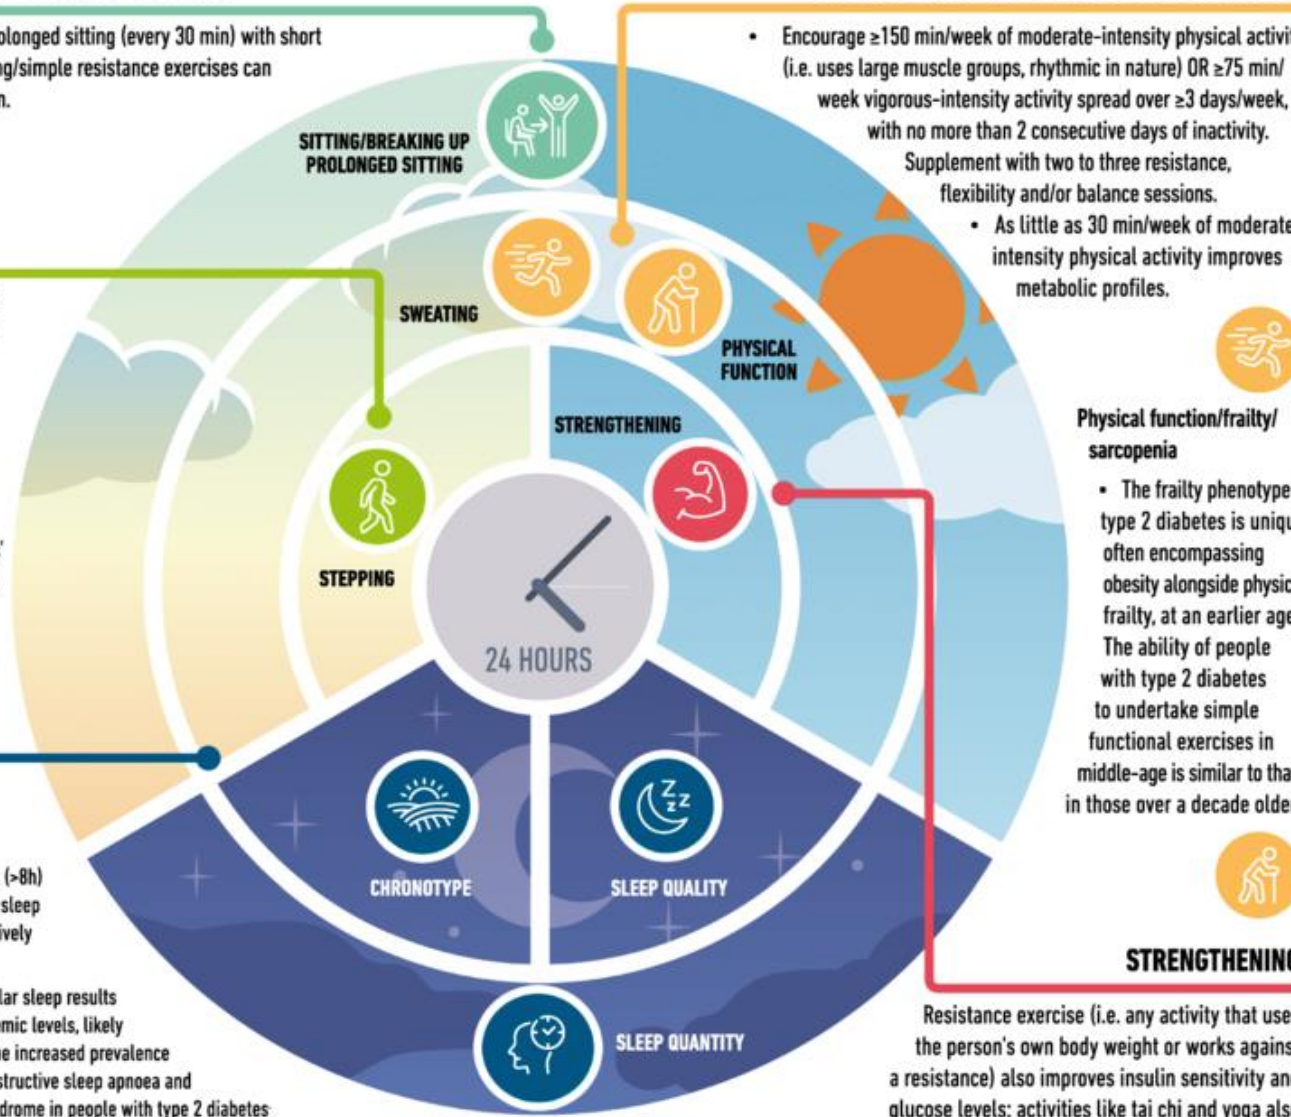 olonged sitting (every 30 min) with short
g/simple resistance exercises can
n.
• Encourage ≥150 min/week of moderate-intensity physical activit
(i.e. uses large muscle groups, rhythmic in nature) OR ≥75 min/
week vigorous-intensity activity spread over ≥3 days/week,
with no more than 2 consecutive days of inactivity.
Supplement with two to three resistance,
flexibility and/or balance sessions.
• As little as 30 min/week of moderate
intensity physical activity improves
metabolic profiles.
SITTING/BREAKING UP
PROLONGED SITTING
SWEATING
PHYSICAL
FUNCTION
STRENGTHENING
STEPPING
24 HOURS
CHRONOTYPE
SLEEP QUALITY
SLEEP QUANTITY
Physical function/frailty/
sarcopenia
• The frailty phenotype
type 2 diabetes is uniqu
often encompassing
obesity alongside physic
frailty, at an earlier age
The ability of people
with type 2 diabetes
to undertake simple
functional exercises in
middle-age is similar to tha
in those over a decade older
(>8h)
sleep
ively
lar sleep results
mic levels, likely
e increased prevalence
structive sleep apnoea and
drome in people with type 2 diabetes
STRENGTHENING
Resistance exercise (i.e. any activity that use
the person's own body weight or works agains
a resistance) also improves insulin sensitivity an
glucose levels; activities like tai chi and yoga als